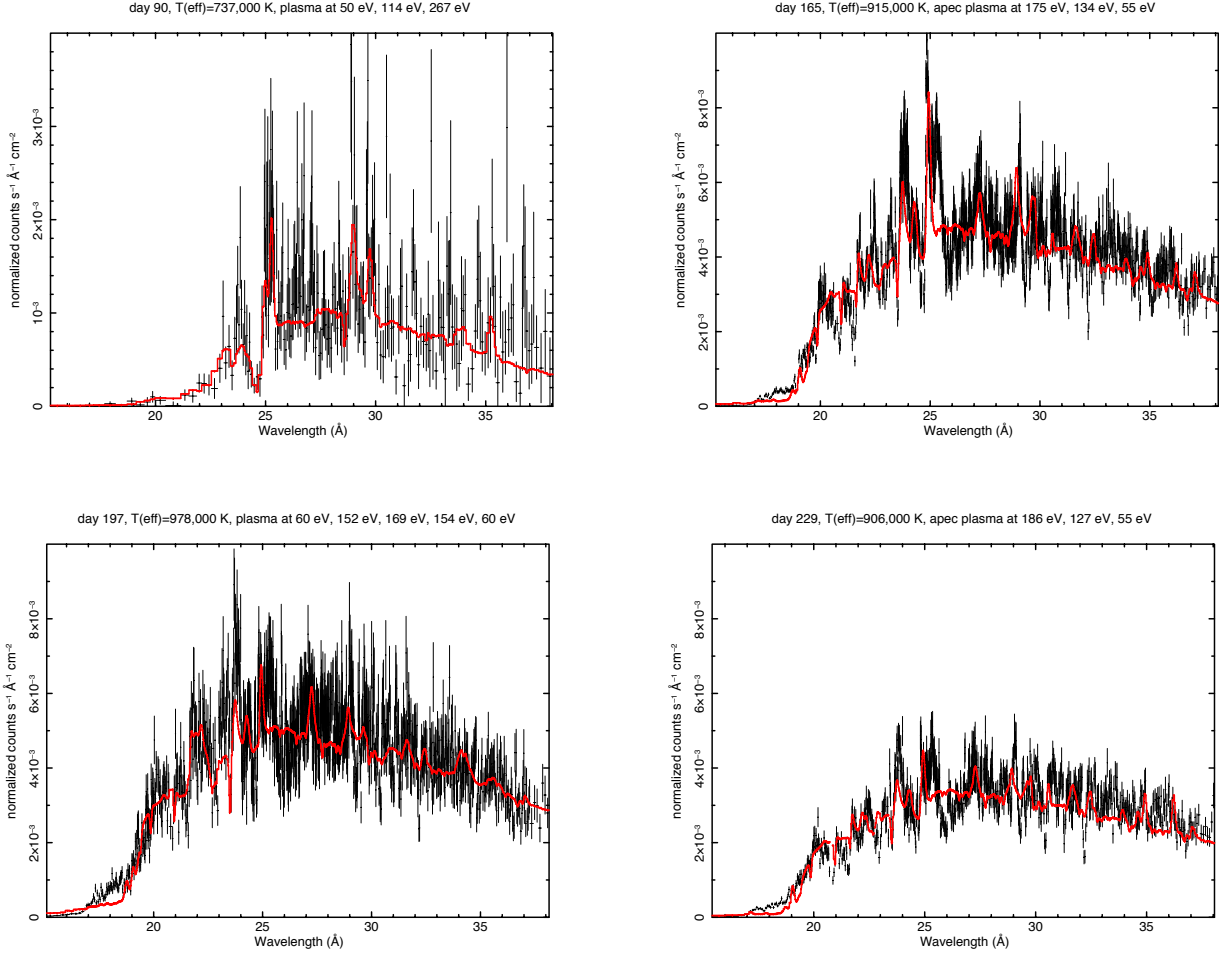 day 90, T(eff)=737,000 K, plasma at 50 eV, 114 eV, 267 eV
normalized counts s⁻¹ Å⁻¹ cm⁻²
0
10⁻³
2×10⁻³
3×10⁻³
20 25 30 35
Wavelength (Å)
day 165, T(eff)=915,000 K, apec plasma at 175 eV, 134 eV, 55 eV
normalized counts s⁻¹ Å⁻¹ cm⁻²
0
2×10⁻³
4×10⁻³
6×10⁻³
8×10⁻³
20 25 30 35
Wavelength (Å)
day 197, T(eff)=978,000 K, plasma at 60 eV, 152 eV, 169 eV, 154 eV, 60 eV
normalized counts s⁻¹ Å⁻¹ cm⁻²
0
2×10⁻³
4×10⁻³
6×10⁻³
8×10⁻³
20 25 30 35
Wavelength (Å)
day 229, T(eff)=906,000 K, apec plasma at 186 eV, 127 eV, 55 eV
normalized counts s⁻¹ Å⁻¹ cm⁻²
0
2×10⁻³
4×10⁻³
6×10⁻³
8×10⁻³
20 25 30 35
Wavelength (Å)